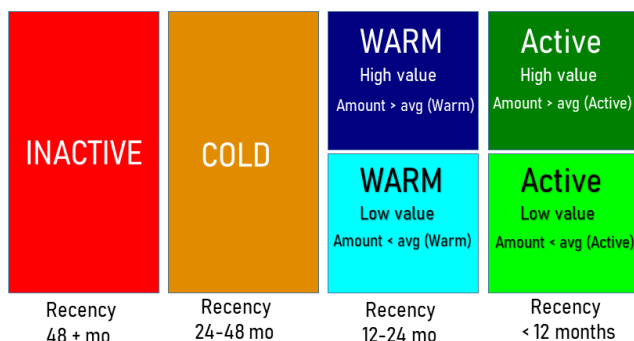 INACTIVE
COLD
WARM
High value
Amount > avg (Warm)
WARM
Low value
Amount < avg (Warm)
Active
High value
Amount > avg (Active)
Active
Low value
Amount < avg (Active)
Recency
48 + mo
Recency
24-48 mo
Recency
12-24 mo
Recency
< 12 months